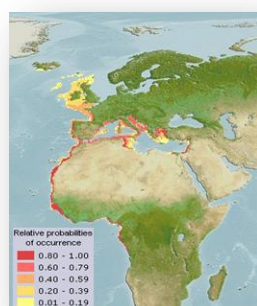 Relative probabilities
of occurrence
0.80 - 1.00
0.60 - 0.79
0.40 - 0.59
0.20 - 0.39
0.01 - 0.19